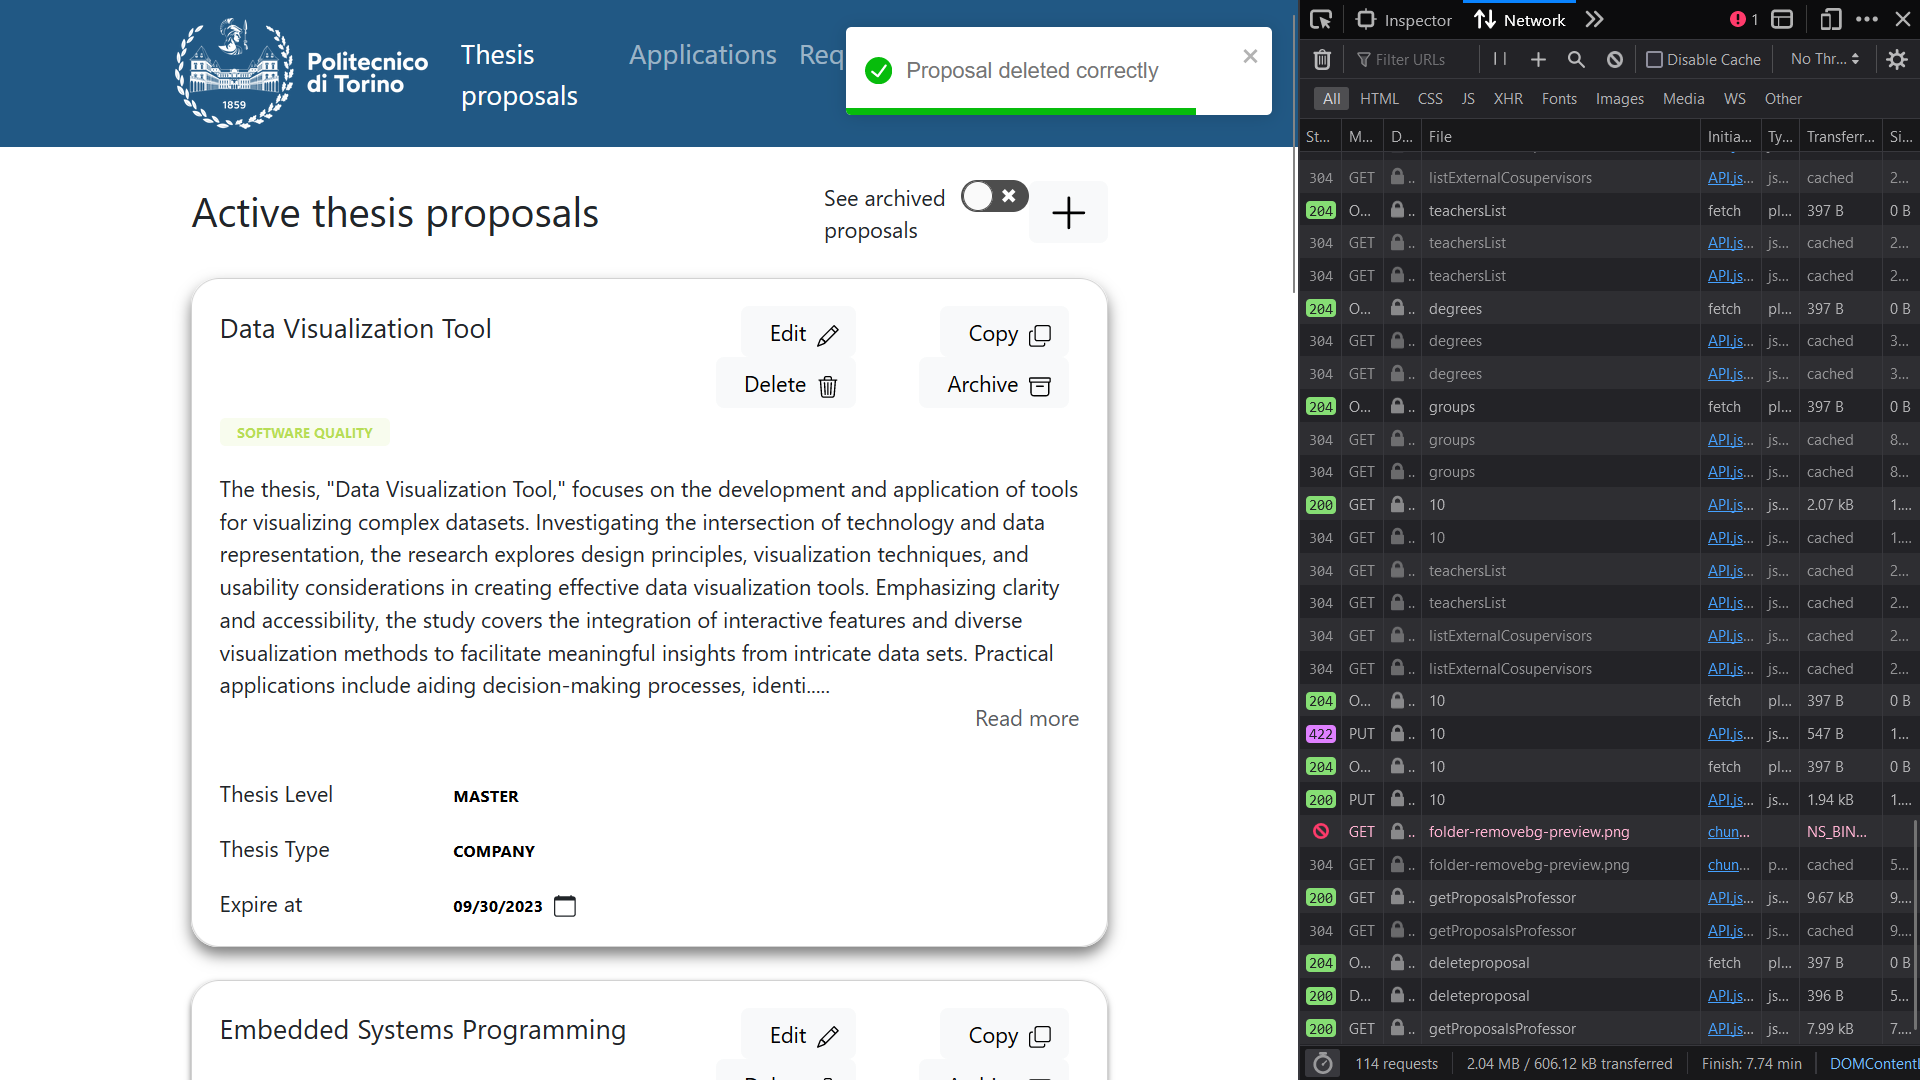 Politecnico
di Torino
1859
Thesis
proposals
Applications
Req
Proposal deleted correctly
Active thesis proposals
See archived
proposals
Data Visualization Tool
Edit
Copy
Delete
Archive
SOFTWARE QUALITY
The thesis, "Data Visualization Tool," focuses on the development and application of tools
for visualizing complex datasets. Investigating the intersection of technology and data
representation, the research explores design principles, visualization techniques, and
usability considerations in creating effective data visualization tools. Emphasizing clarity
and accessibility, the study covers the integration of interactive features and diverse
visualization methods to facilitate meaningful insights from intricate data sets. Practical
applications include aiding decision-making processes, identi.....
Read more
Thesis Level MASTER
Thesis Type COMPANY
Expire at 09/30/2023
Embedded Systems Programming
Edit
Copy
Inspector Network 1
Filter URLs Disable Cache No Thr...
All HTML CSS JS XHR Fonts Images Media WS Other
St... M... D... File Initia... Ty... Transferr... Si...
304 GET .. listExternalCosupervisors API.js... js... cached 2...
204 O... .. teachersList fetch pl... 397 B 0 B
304 GET .. teachersList API.js... js... cached 2...
304 GET .. teachersList API.js... js... cached 2...
204 O... .. degrees fetch pl... 397 B 0 B
304 GET .. degrees API.js... js... cached 3...
304 GET .. degrees API.js... js... cached 3...
204 O... .. groups fetch pl... 397 B 0 B
304 GET .. groups API.js... js... cached 8...
304 GET .. groups API.js... js... cached 8...
200 GET .. 10 API.js... js... 2.07 kB 1....
304 GET .. 10 API.js... js... cached 1....
304 GET .. teachersList API.js... js... cached 2...
304 GET .. teachersList API.js... js... cached 2...
304 GET .. listExternalCosupervisors API.js... js... cached 2...
304 GET .. listExternalCosupervisors API.js... js... cached 2...
204 O... .. 10 fetch pl... 397 B 0 B
422 PUT .. 10 API.js... js... 547 B 1...
204 O... .. 10 fetch pl... 397 B 0 B
200 PUT .. 10 API.js... js... 1.94 kB 1....
GET .. folder-removebg-preview.png chun... NS_BIN...
304 GET .. folder-removebg-preview.png chun... p... cached 5...
200 GET .. getProposalsProfessor API.js... js... 9.67 kB 9....
304 GET .. getProposalsProfessor API.js... js... cached 9....
204 O... .. deleteproposal fetch pl... 397 B 0 B
200 D... .. deleteproposal API.js... js... 396 B 5...
200 GET .. getProposalsProfessor API.js... js... 7.99 kB 7....
114 requests 2.04 MB / 606.12 kB transferred Finish: 7.74 min DOMContentl